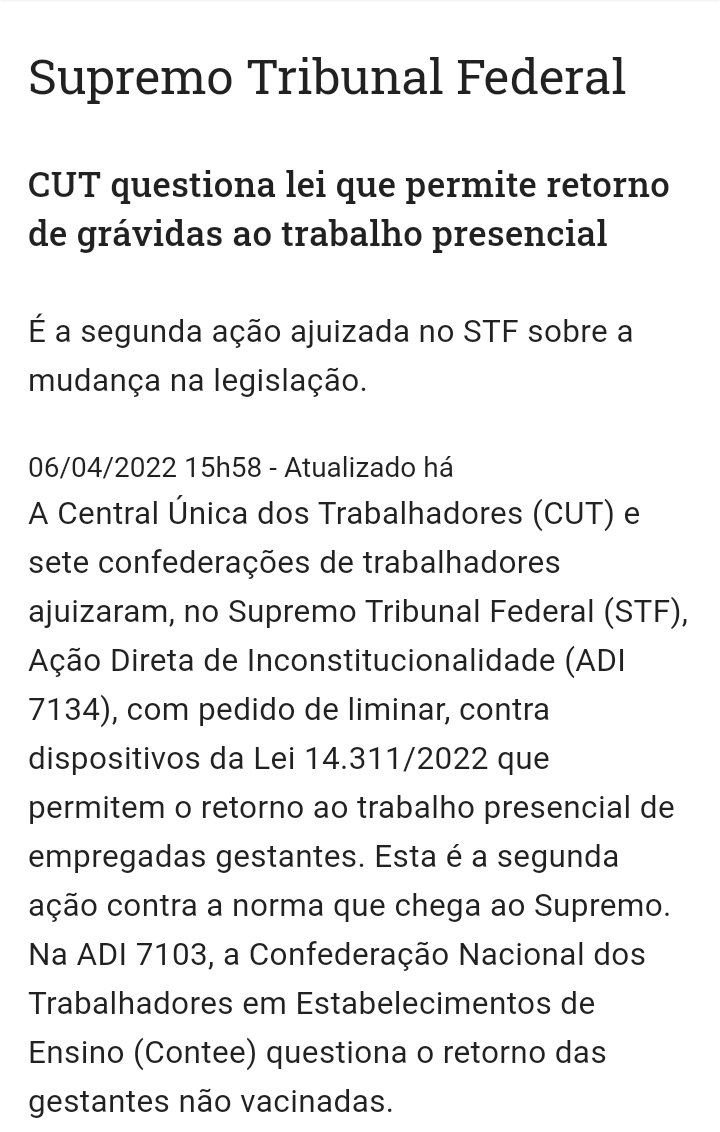 Supremo Tribunal Federal
CUT questiona lei que permite retorno
de grávidas ao trabalho presencial
É a segunda ação ajuizada no STF sobre a
mudança na legislação.
06/04/2022 15h58 - Atualizado há
A Central Única dos Trabalhadores (CUT) e
sete confederações de trabalhadores
ajuizaram, no Supremo Tribunal Federal (STF),
Ação Direta de Inconstitucionalidade (ADI
7134), com pedido de liminar, contra
dispositivos da Lei 14.311/2022 que
permitem o retorno ao trabalho presencial de
empregadas gestantes. Esta é a segunda
ação contra a norma que chega ao Supremo.
Na ADI 7103, a Confederação Nacional dos
Trabalhadores em Estabelecimentos de
Ensino (Contee) questiona o retorno das
gestantes não vacinadas.